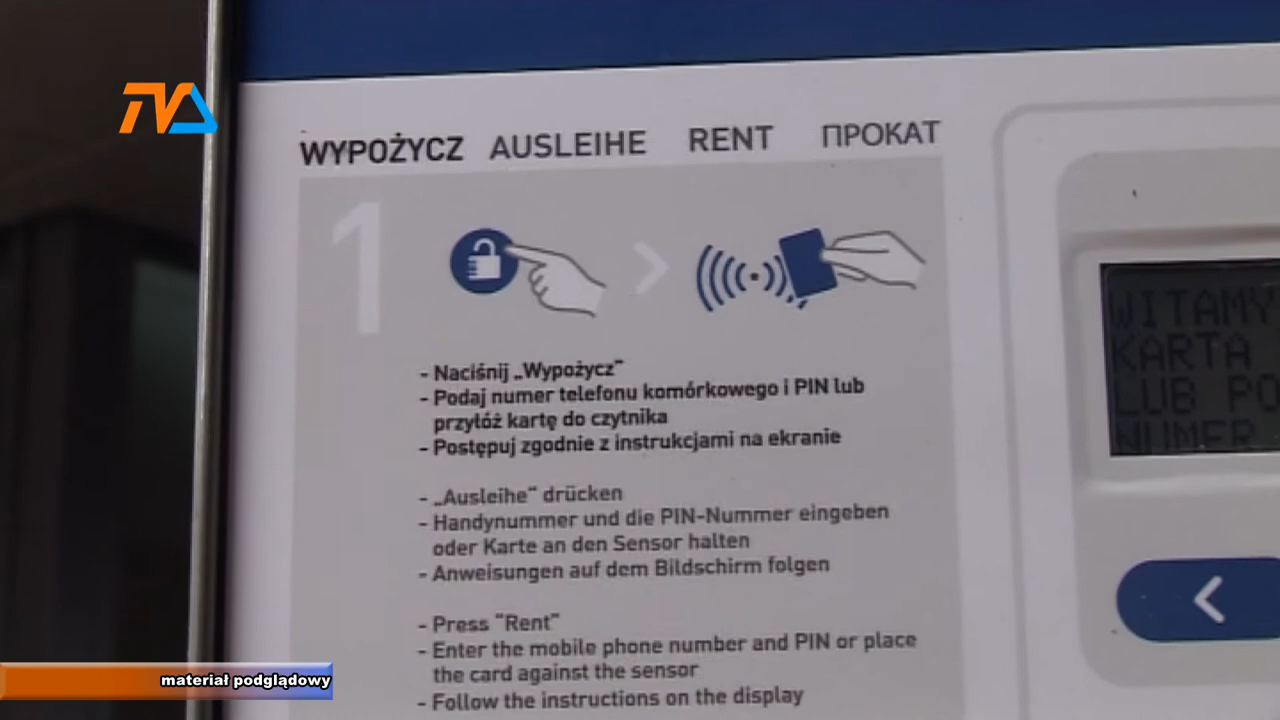 TVA
WYPOŻYCZ AUSLEIHE RENT ПРОКАТ
1
- Naciśnij „Wypożycz”
- Podaj numer telefonu komórkowego i PIN lub
przyłóż kartę do czytnika
- Postępuj zgodnie z instrukcjami na ekranie
- „Ausleihe” drücken
- Handynummer und die PIN-Nummer eingeben
oder Karte an den Sensor halten
- Anweisungen auf dem Bildschirm folgen
- Press “Rent”
- Enter the mobile phone number and PIN or place
the card against the sensor
- Follow the instructions on the display
WITAMY
KARTA
LUB PO
NUMER
materiał podglądowy